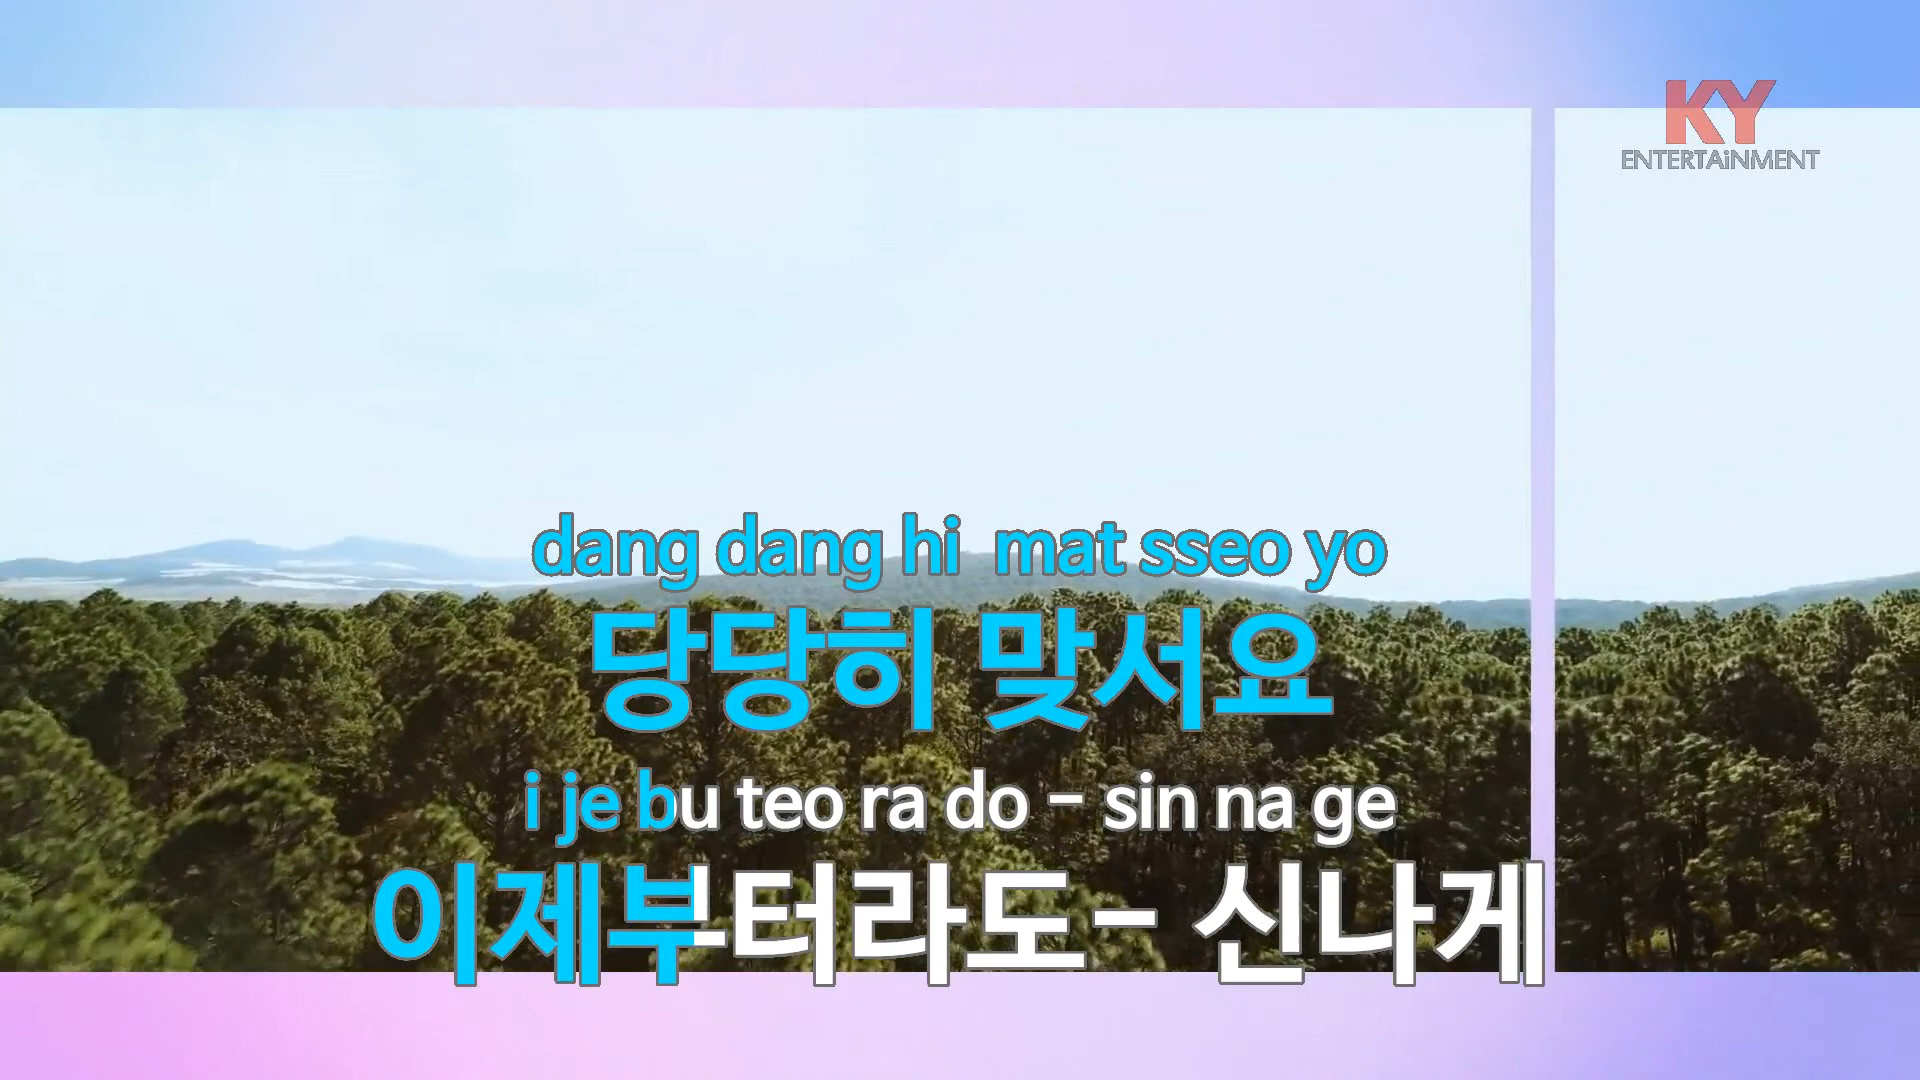 KY
ENTERTAiNMENT
dang dang hi mat sseo yo
당당히 맞서요
i je bu teo ra do - sin na ge
이제부터라도- 신나게